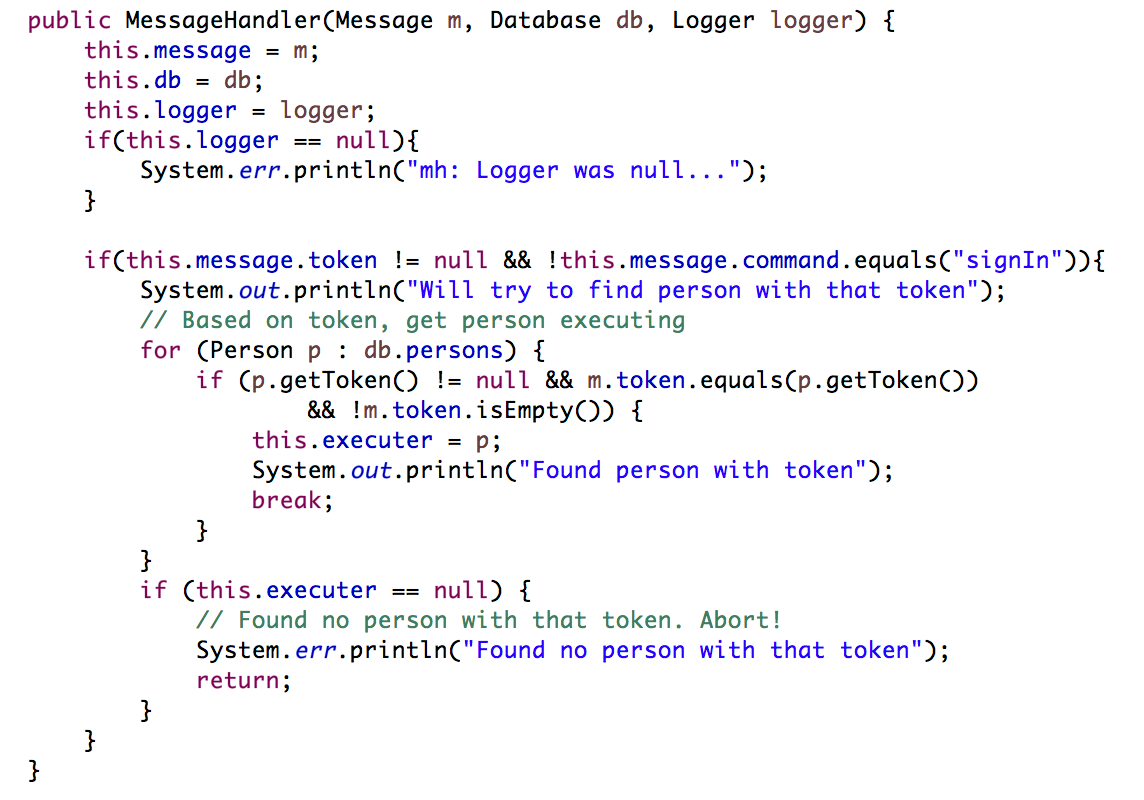 public MessageHandler(Message m, Database db, Logger logger) {
    this.message = m;
    this.db = db;
    this.logger = logger;
    if(this.logger == null){
        System.err.println("mh: Logger was null...");
    }

    if(this.message.token != null && !this.message.command.equals("signIn")){
        System.out.println("Will try to find person with that token");
        // Based on token, get person executing
        for (Person p : db.persons) {
            if (p.getToken() != null && m.token.equals(p.getToken())
                    && !m.token.isEmpty()) {
                this.executer = p;
                System.out.println("Found person with token");
                break;
            }
        }
        if (this.executer == null) {
            // Found no person with that token. Abort!
            System.err.println("Found no person with that token");
            return;
        }
    }
}